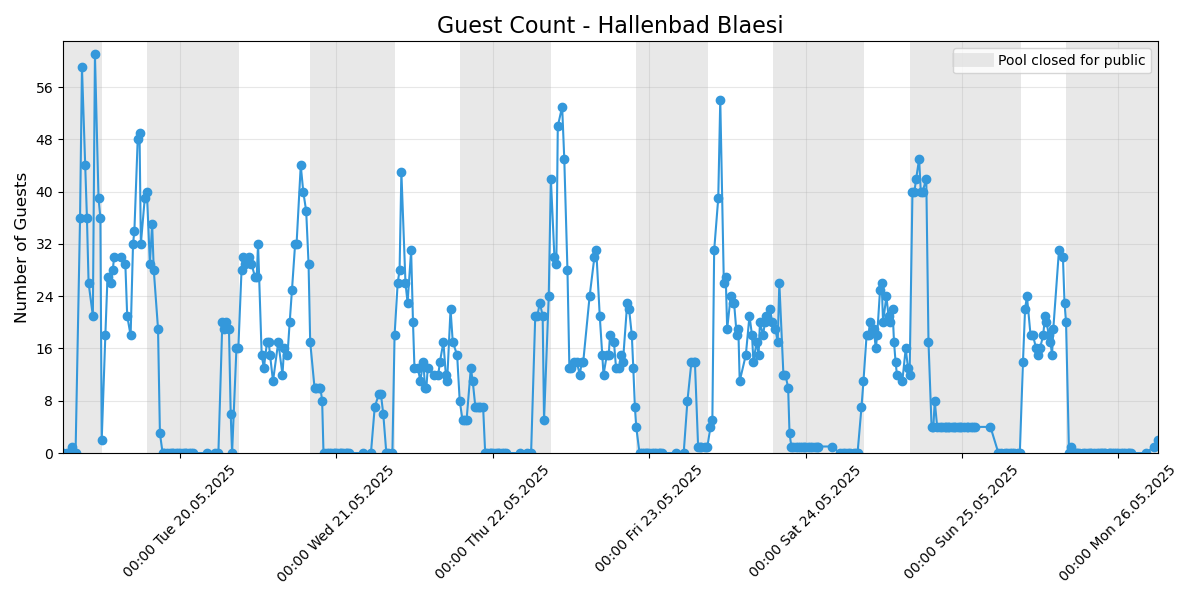 Guest Count - Hallenbad Blaesi
Pool closed for public
Number of Guests
56
48
40
32
24
16
8
0
00:00 Tue 20.05.2025
00:00 Wed 21.05.2025
00:00 Thu 22.05.2025
00:00 Fri 23.05.2025
00:00 Sat 24.05.2025
00:00 Sun 25.05.2025
00:00 Mon 26.05.2025